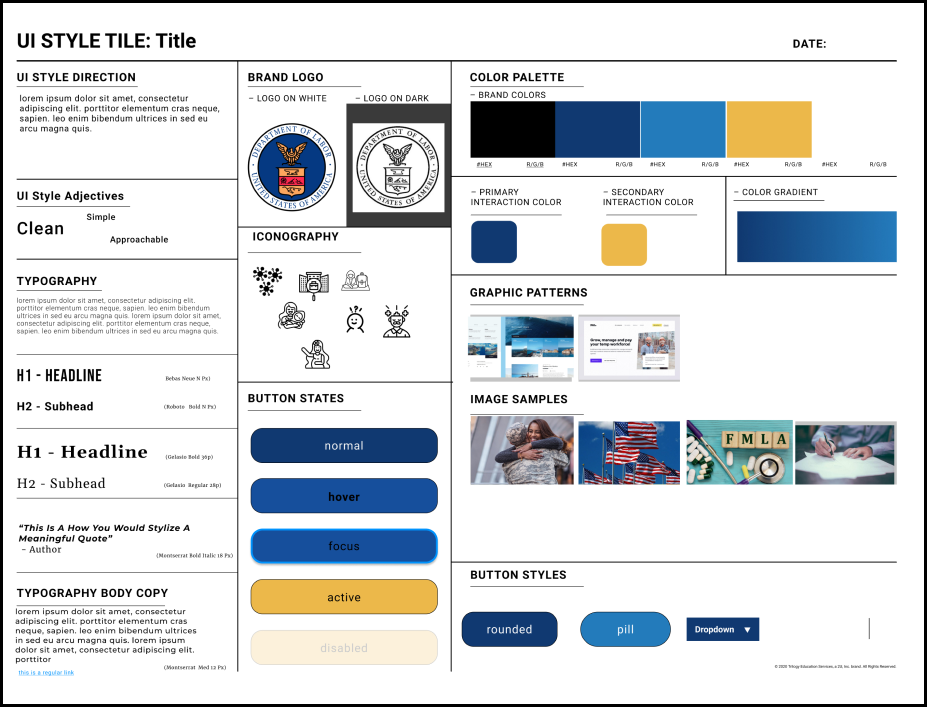 UI STYLE TILE: Title
DATE:
UI STYLE DIRECTION
lorem ipsum dolor sit amet, consectetur
adipiscing elit. porttitor elementum cras neque,
sapien. leo enim bibendum ultrices in sed eu
arcu magna quis.
UI Style Adjectives
Simple
Clean
Approachable
TYPOGRAPHY
lorem ipsum dolor sit amet, consectetur adipiscing elit.
porttitor elementum cras neque, sapien. leo enim bibendum
ultrices in sed eu arcu magna quis. lorem ipsum dolor sit amet,
consectetur adipiscing elit. porttitor elementum cras neque,
sapien. leo enim bibendum ultrices in sed eu arcu magna quis.
H1 - HEADLINE
Bebas Neue N Px)
H2 - Subhead
(Roboto Bold N Px)
H1 - Headline
(Gelasio Bold 36p)
H2 - Subhead
(Gelasio Regular 28p)
“This Is A How You Would Stylize A
Meaningful Quote”
- Author
(Montserrat Bold Italic 18 Px)
TYPOGRAPHY BODY COPY
lorem ipsum dolor sit amet, consectetur
adipiscing elit. porttitor elementum cras
neque, sapien. leo enim bibendum ultrices
in sed eu arcu magna quis. lorem ipsum
dolor sit amet, consectetur adipiscing elit.
porttitor
(Montserrat Med 12 Px)
this is a regular link
BRAND LOGO
– LOGO ON WHITE
– LOGO ON DARK
DEPARTMENT OF LABOR
UNITED STATES OF AMERICA
DEPARTMENT OF LABOR
UNITED STATES OF AMERICA
ICONOGRAPHY
BUTTON STATES
normal
hover
focus
active
disabled
COLOR PALETTE
– BRAND COLORS
#HEX R/G/B #HEX R/G/B #HEX R/G/B #HEX R/G/B #HEX R/G/B
– PRIMARY
INTERACTION COLOR
– SECONDARY
INTERACTION COLOR
– COLOR GRADIENT
GRAPHIC PATTERNS
Grow, manage and pay
your temp workforce!
IMAGE SAMPLES
FMLA
BUTTON STYLES
rounded
pill
Dropdown ▼
© 2020 Trilogy Education Services, a 2U, Inc. brand. All Rights Reserved.